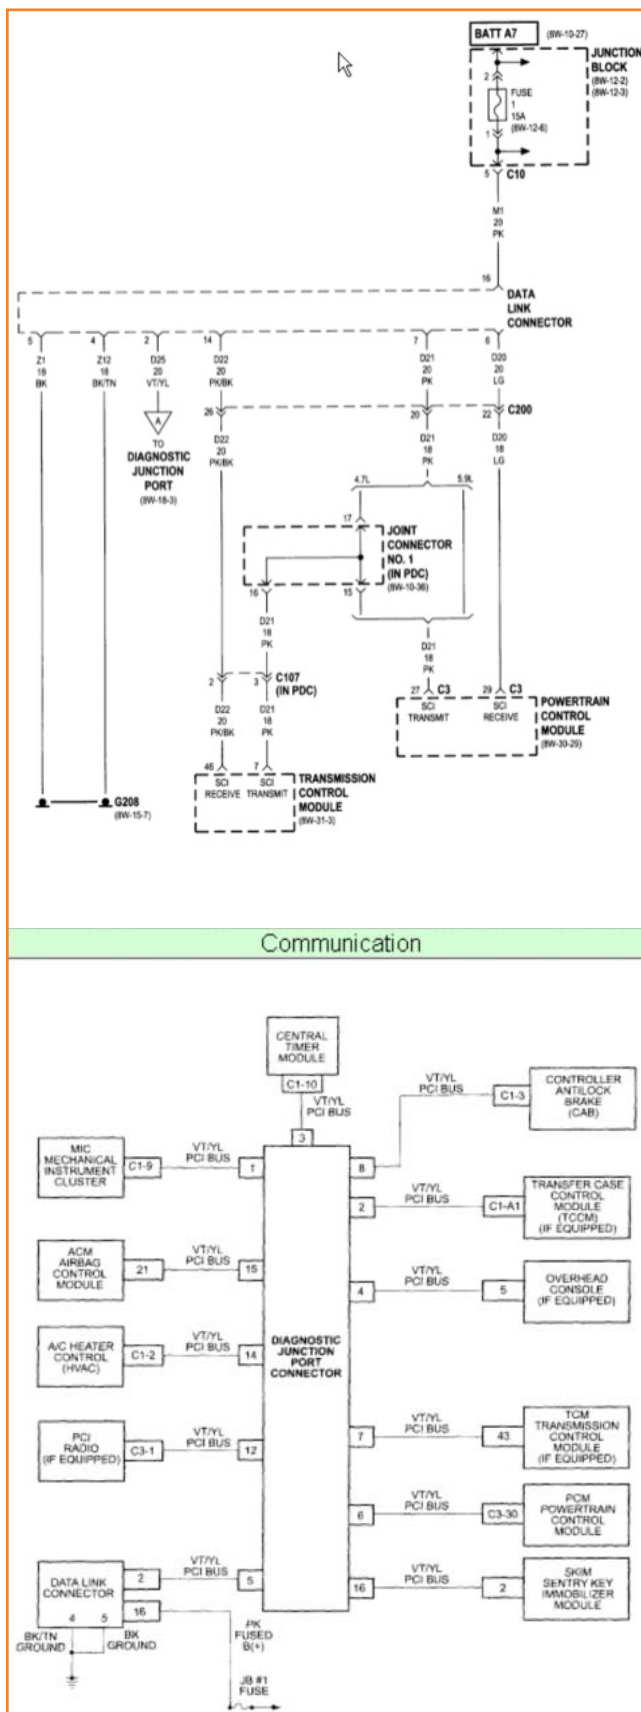 BATT A7
(8W-10-27)
JUNCTION
BLOCK
(8W-12-2)
(8W-12-3)
2
FUSE
1
15A
(8W-12-6)
1
5
C10
M1
20
PK
16
DATA
LINK
CONNECTOR
5
4
2
14
7
6
Z1
18
BK
Z12
18
BK/TN
D25
20
VT/YL
D22
20
PK/BK
D21
20
PK
D20
20
LG
A
TO
DIAGNOSTIC
JUNCTION
PORT
(8W-18-3)
26
20
22
C200
D22
20
PK/BK
D21
18
PK
D20
18
LG
4.7L
5.9L
17
JOINT
CONNECTOR
NO. 1
(IN PDC)
(8W-10-36)
16
15
D21
18
PK
D21
18
PK
2
3
C107
(IN PDC)
27
C3
29
C3
SCI
TRANSMIT
SCI
RECEIVE
POWERTRAIN
CONTROL
MODULE
(8W-30-29)
D22
20
PK/BK
D21
18
PK
46
7
SCI
RECEIVE
SCI
TRANSMIT
TRANSMISSION
CONTROL
MODULE
(8W-31-3)
G208
(8W-15-7)
Communication
CENTRAL
TIMER
MODULE
C1-10
VT/YL
PCI BUS
3
MIC
MECHANICAL
INSTRUMENT
CLUSTER
C1-9
VT/YL
PCI BUS
1
8
VT/YL
PCI BUS
C1-3
CONTROLLER
ANTILOCK
BRAKE
(CAB)
2
VT/YL
PCI BUS
C1-A1
TRANSFER CASE
CONTROL
MODULE
(TCCM)
(IF EQUIPPED)
ACM
AIRBAG
CONTROL
MODULE
21
VT/YL
PCI BUS
15
4
VT/YL
PCI BUS
5
OVERHEAD
CONSOLE
(IF EQUIPPED)
DIAGNOSTIC
JUNCTION
PORT
CONNECTOR
A/C HEATER
CONTROL
(HVAC)
C1-2
VT/YL
PCI BUS
14
PCI
RADIO
(IF EQUIPPED)
C3-1
VT/YL
PCI BUS
12
7
VT/YL
PCI BUS
43
TCM
TRANSMISSION
CONTROL
MODULE
(IF EQUIPPED)
6
VT/YL
PCI BUS
C3-30
PCM
POWERTRAIN
CONTROL
MODULE
DATA LINK
CONNECTOR
2
VT/YL
PCI BUS
5
16
VT/YL
PCI BUS
2
SKIM
SENTRY KEY
IMMOBILIZER
MODULE
16
4
5
BK/TN
GROUND
BK
GROUND
PK
FUSED
B(+)
JB #1
FUSE